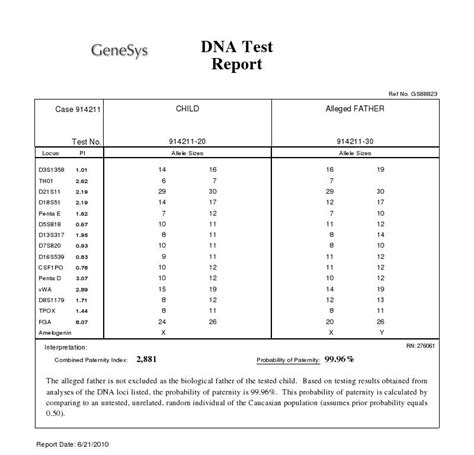 GeneSys
DNA Test
Report
Ref No. GS88823
Case 914211 CHILD Alleged FATHER
Test No. 914211-20 914211-30
Locus PI Allele Sizes Allele Sizes
D3S1358 1.01 14 16 16 19
TH01 2.62 6 7 7
D21S11 2.19 29 30 29 30
D18S51 2.19 14 18 14 17
Penta E 1.62 7 12 7 10
D5S818 0.67 11 13 11 12
D13S317 1.95 8 11 8 14
D7S820 0.93 10 11 10 12
D16S539 0.83 9 11 11 13
CSF1PO 0.78 10 12 11 12
Penta D 3.07 10 12 10
vWA 2.89 15 19 15 19
D8S1179 1.71 8 13 12 13
TPOX 1.44 8 8 11
FGA 8.07 24 26 20 26
Amelogenin X X Y
Interpretation: RN: 276061
Combined Paternity Index: 2,881 Probability of Paternity: 99.96%
The alleged father is not excluded as the biological father of the tested child. Based on testing results obtained from
analyses of the DNA loci listed, the probability of paternity is 99.96%. This probability of paternity is calculated by
comparing to an untested, unrelated, random individual of the Caucasian population (assumes prior probability equals
0.50).
Report Date: 6/21/2010